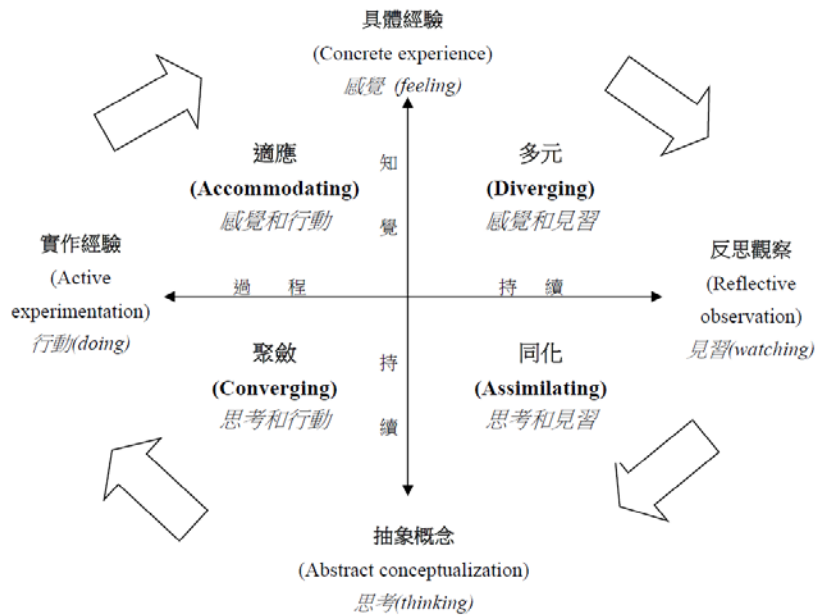 具體經驗
(Concrete experience)
感覺 (feeling)
適應
(Accommodating)
感覺和行動
知
覺
多元
(Diverging)
感覺和見習
實作經驗
(Active
experimentation)
行動(doing)
過 程
持 續
反思觀察
(Reflective
observation)
見習(watching)
聚斂
(Converging)
思考和行動
持
續
同化
(Assimilating)
思考和見習
抽象概念
(Abstract conceptualization)
思考(thinking)